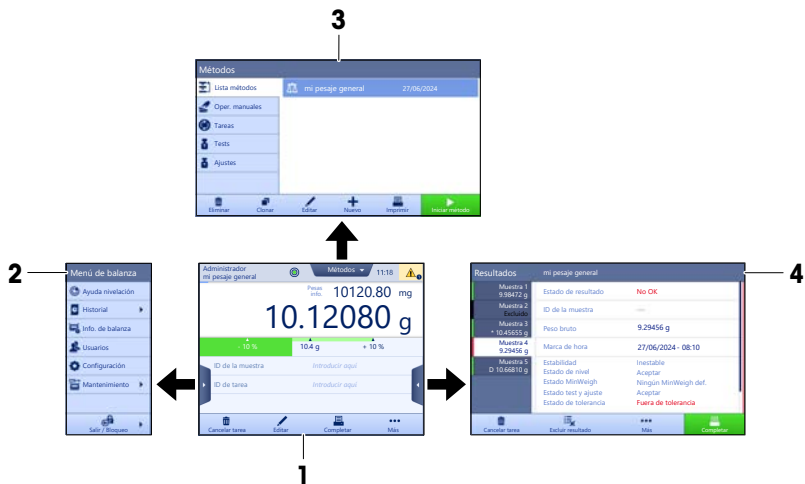 3
Métodos
Lista métodos
mi pesaje general 27/06/2024
Oper. manuales
Tareas
Tests
Ajustes
Eliminar Clonar Editar Nuevo Imprimir Iniciar método
2
Menú de balanza
Ayuda nivelación
Historial
Info. de balanza
Usuarios
Configuración
Mantenimiento
Salir / Bloqueo
Administrador
mi pesaje general
Métodos
11:18
Pesas
info.
10120.80 mg
10.12080 g
- 10 % 10.4 g + 10 %
ID de la muestra Introducir aquí
ID de tarea Introducir aquí
Cancelar tarea Editar Completar Más
1
4
Resultados mi pesaje general
Muestra 1
9.98472 g
Muestra 2
Excluido
Muestra 3
* 10.45655 g
Muestra 4
9.29456 g
Muestra 5
D 10.66810 g
Estado de resultado No OK
ID de la muestra
Peso bruto 9.29456 g
Marca de hora 27/06/2024 - 08:10
Estabilidad Inestable
Estado de nivel Aceptar
Estado MinWeigh Ningún MinWeigh def.
Estado test y ajuste Aceptar
Estado de tolerancia Fuera de tolerancia
Cancelar tarea Excluir resultado Más Completar